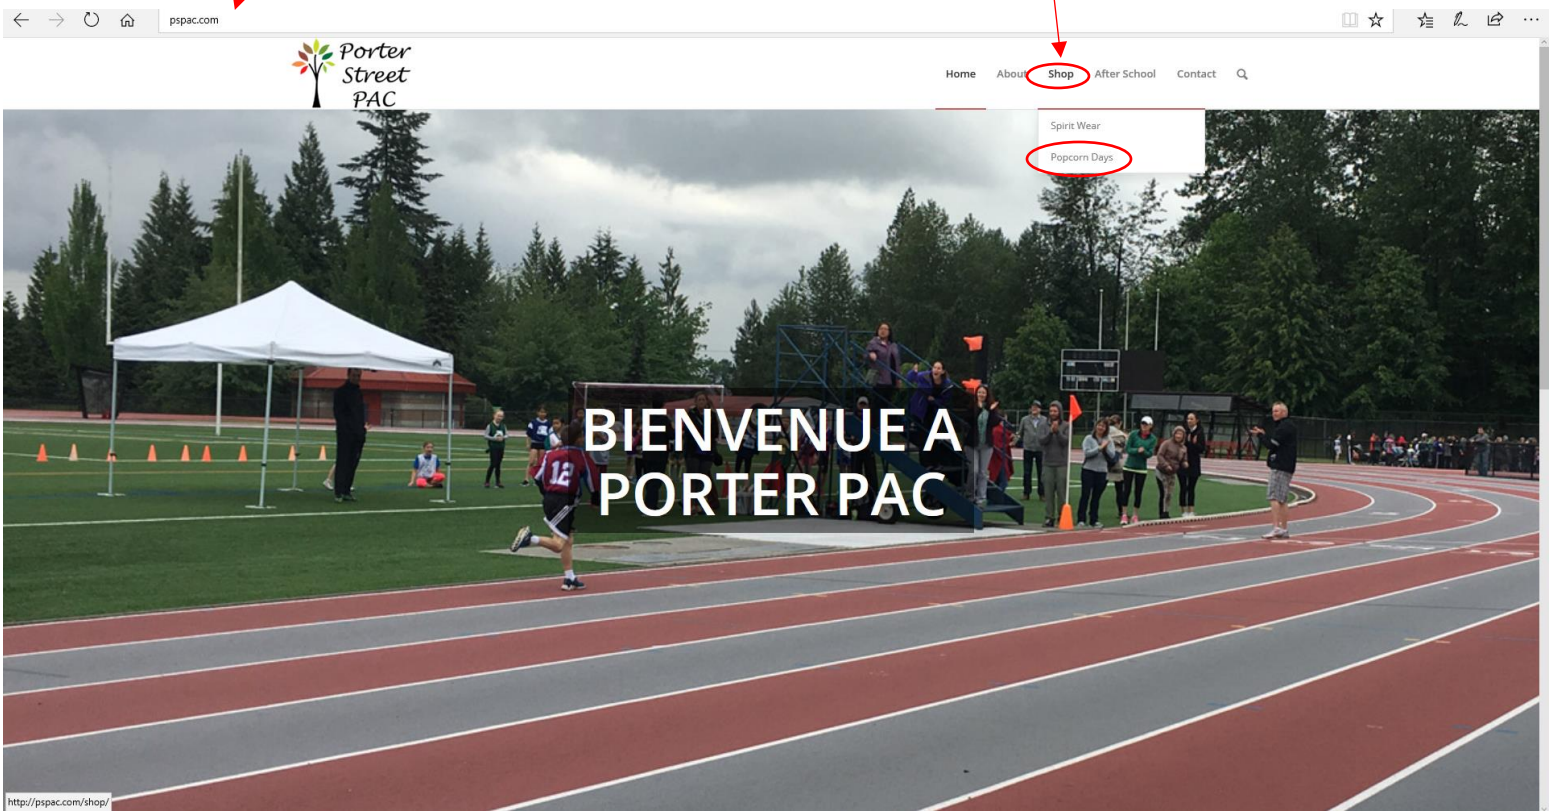 pspac.com
Porter
Street
PAC
Home About Shop After School Contact
Spirit Wear
Popcorn Days
12
BIENVENUE A
PORTER PAC
http://pspac.com/shop/